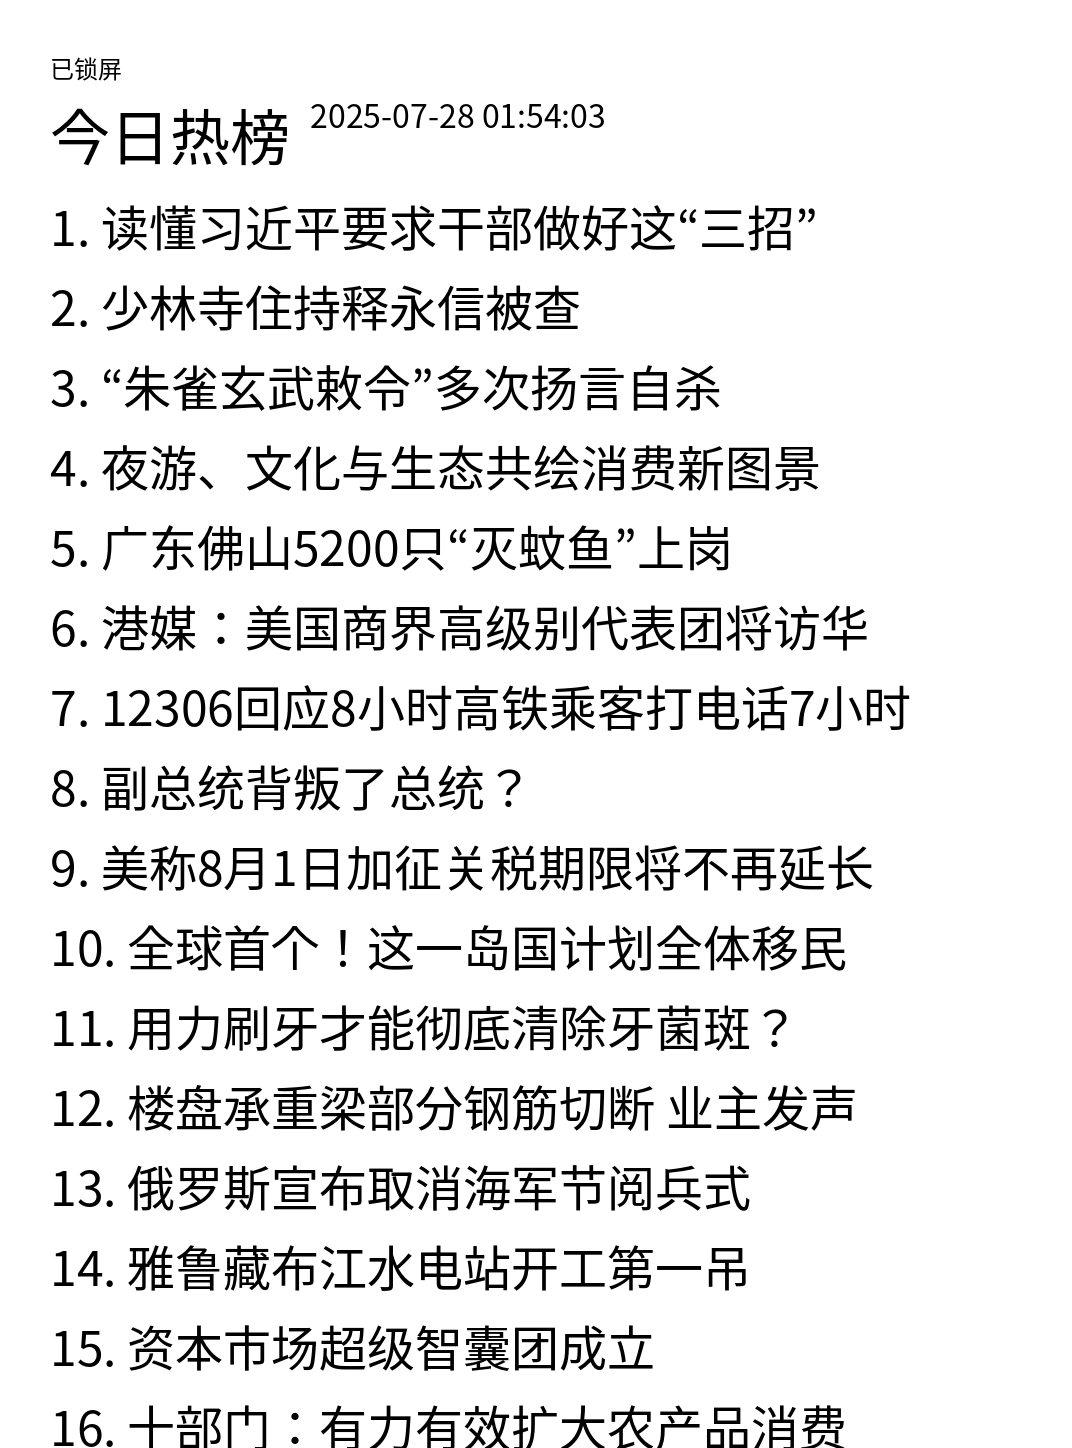 已锁屏
今日热榜 2025-07-28 01:54:03
1. 读懂习近平要求干部做好这“三招”
2. 少林寺住持释永信被查
3. “朱雀玄武敕令”多次扬言自杀
4. 夜游、文化与生态共绘消费新图景
5. 广东佛山5200只“灭蚊鱼”上岗
6. 港媒：美国商界高级别代表团将访华
7. 12306回应8小时高铁乘客打电话7小时
8. 副总统背叛了总统？
9. 美称8月1日加征关税期限将不再延长
10. 全球首个！这一岛国计划全体移民
11. 用力刷牙才能彻底清除牙菌斑？
12. 楼盘承重梁部分钢筋切断 业主发声
13. 俄罗斯宣布取消海军节阅兵式
14. 雅鲁藏布江水电站开工第一吊
15. 资本市场超级智囊团成立
16. 十部门：有力有效扩大农产品消费